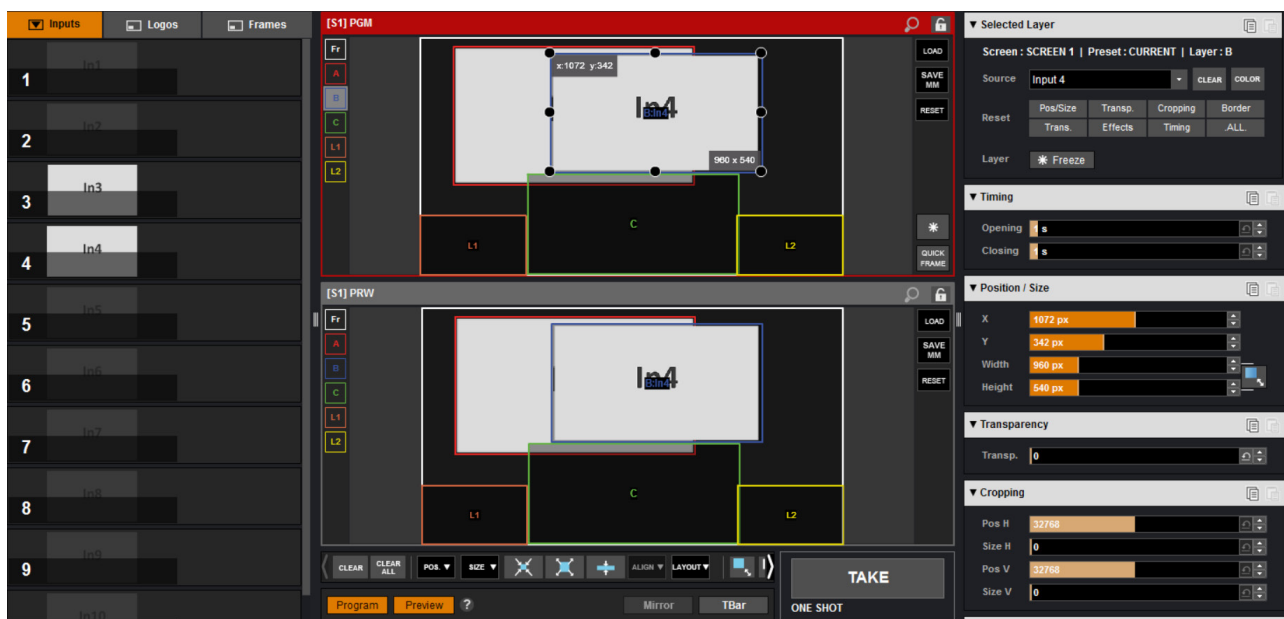 Inputs
Logos
Frames
In1
1
In2
2
In3
3
In4
4
In5
5
In6
6
In7
7
In8
8
In9
9
In10
[S1] PGM
Fr
A
B
C
L1
L2
x:1072 y:342
In4
B:In4
960 x 540
C
L1
L2
LOAD
SAVE
MM
RESET
QUICK
FRAME
[S1] PRW
Fr
A
B
C
L1
L2
In4
B:In4
C
L1
L2
LOAD
SAVE
MM
RESET
CLEAR
CLEAR
ALL
POS.
SIZE
ALIGN
LAYOUT
Program
Preview
?
Mirror
TBar
TAKE
ONE SHOT
Selected Layer
Screen : SCREEN 1 | Preset : CURRENT | Layer : B
Source Input 4 CLEAR COLOR
Reset
Pos/Size Transp. Cropping Border
Trans. Effects Timing .ALL.
Layer Freeze
Timing
Opening 1 s
Closing 1 s
Position / Size
X 1072 px
Y 342 px
Width 960 px
Height 540 px
Transparency
Transp. 0
Cropping
Pos H 32768
Size H 0
Pos V 32768
Size V 0